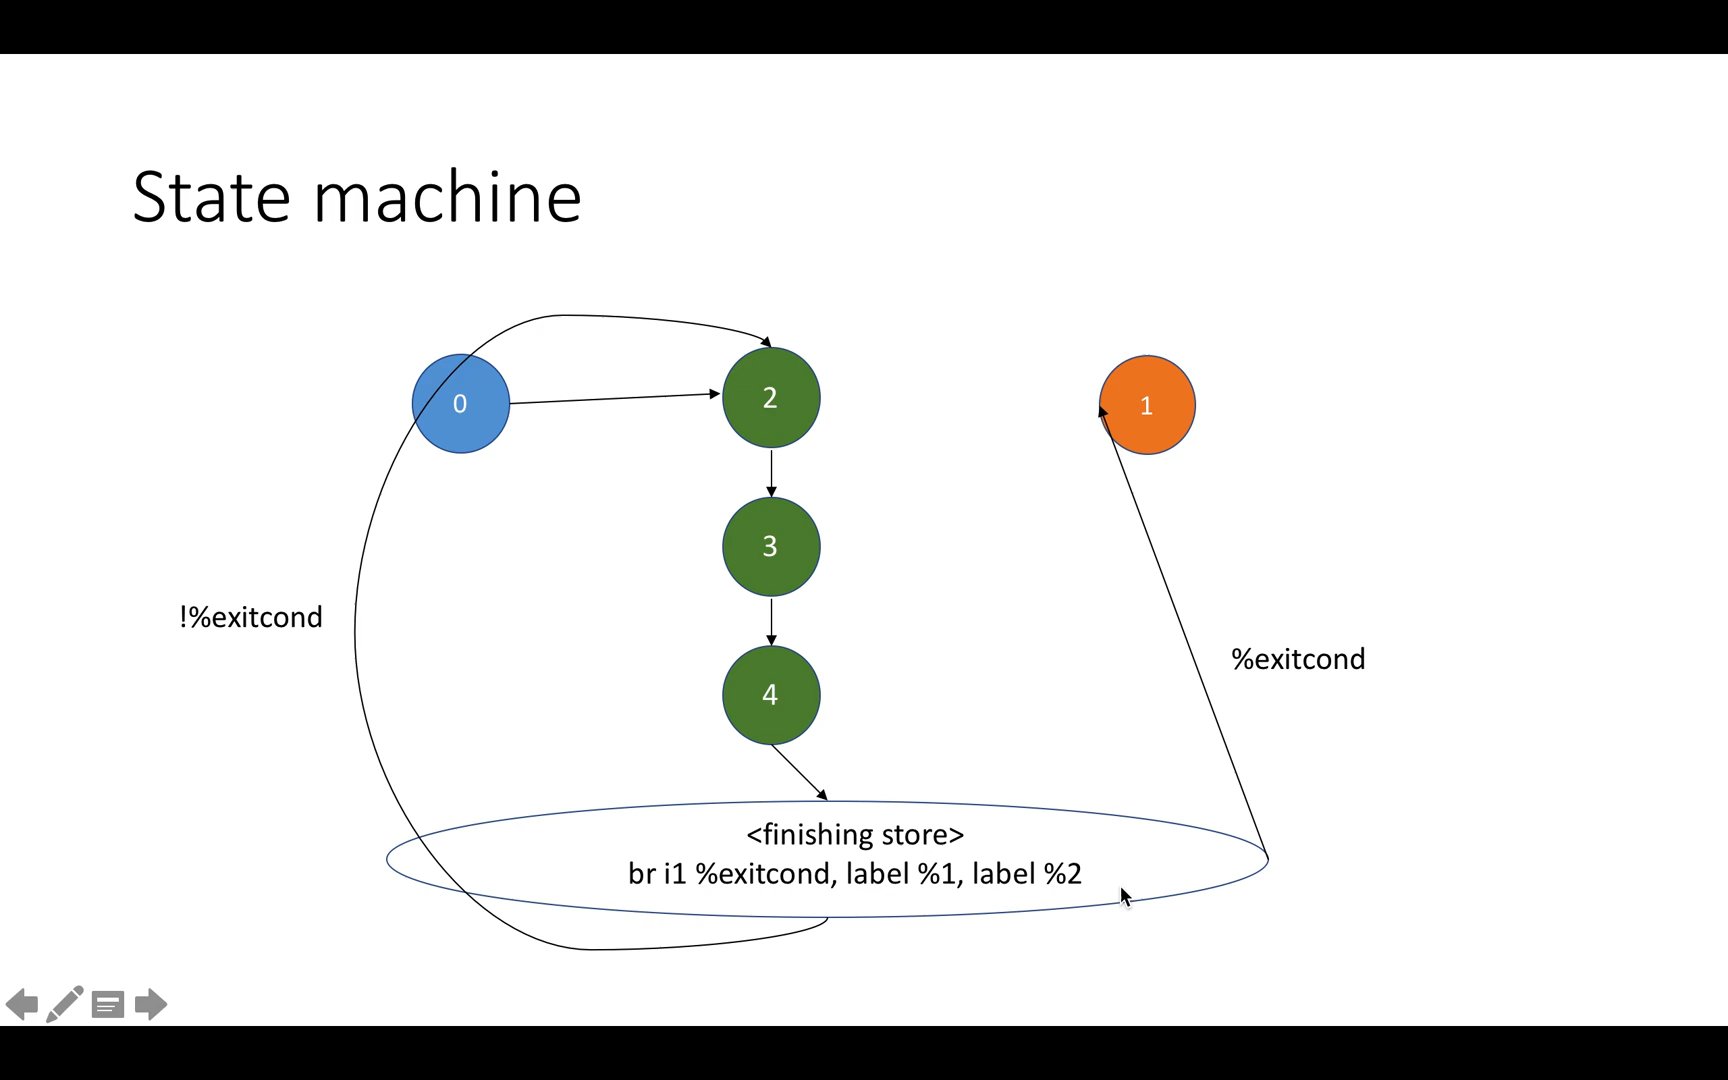 State machine
0
2
1
3
!%exitcond
%exitcond
4
<finishing store>
br i1 %exitcond, label %1, label %2